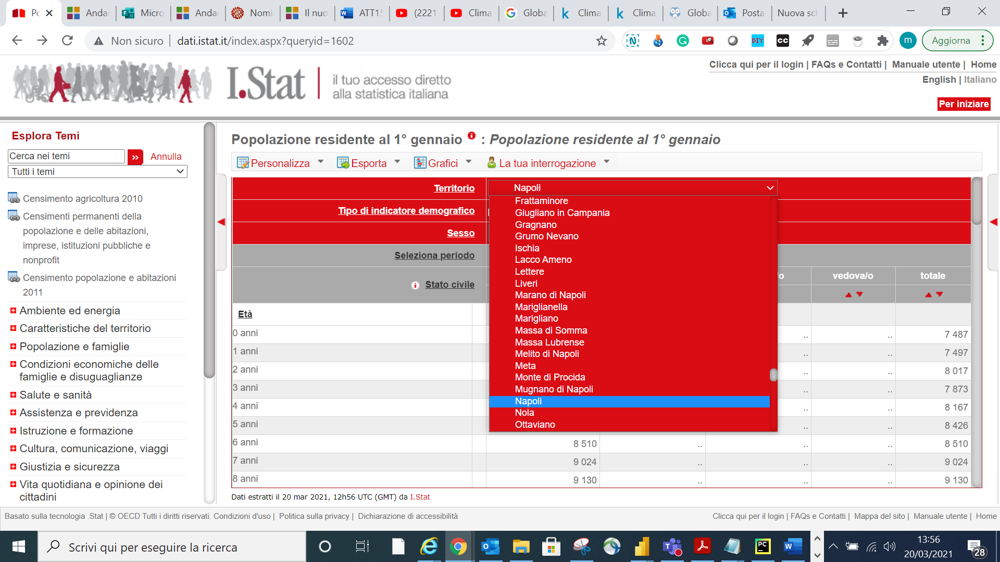 Pc
Andar
Micro
Andar
Nomi
Il nuo
ATT15
(2221
Clima
Globa
Clima
Clima
Globa
Posta
Nuova sch
Non sicuro | dati.istat.it/index.aspx?queryid=1602
DIY
CC
m
Aggiorna
Clicca qui per il login | FAQs e Contatti | Manuale utente | Home
English | Italiano
I.Stat | il tuo accesso diretto
alla statistica italiana
Per iniziare
Esplora Temi
Cerca nei temi
»
Annulla
Tutti i temi
Censimento agricoltura 2010
Censimenti permanenti della
popolazione e delle abitazioni,
imprese, istituzioni pubbliche e
nonprofit
Censimento popolazione e abitazioni
2011
Ambiente ed energia
Caratteristiche del territorio
Popolazione e famiglie
Condizioni economiche delle
famiglie e disuguaglianze
Salute e sanità
Assistenza e previdenza
Istruzione e formazione
Cultura, comunicazione, viaggi
Giustizia e sicurezza
Vita quotidiana e opinione dei
cittadini
Popolazione residente al 1° gennaio i : Popolazione residente al 1° gennaio
Personalizza
Esporta
Grafici
La tua interrogazione
Territorio
Napoli
Tipo di indicatore demografico
Sesso
Seleziona periodo
i Stato civile
/o
vedova/o
totale
Frattaminore
Giugliano in Campania
Gragnano
Grumo Nevano
Ischia
Lacco Ameno
Lettere
Liveri
Marano di Napoli
Mariglianella
Marigliano
Massa di Somma
Massa Lubrense
Melito di Napoli
Meta
Monte di Procida
Mugnano di Napoli
Napoli
Nola
Ottaviano
Età
0 anni .. .. 7 487
1 anni .. .. 7 497
2 anni .. .. 8 017
3 anni .. .. 7 873
4 anni .. .. 8 167
5 anni .. .. 8 426
6 anni 8 510 .. .. .. 8 510
7 anni 9 024 .. .. .. 9 024
8 anni 9 130 .. .. .. 9 130
Dati estratti il 20 mar 2021, 12h56 UTC (GMT) da I.Stat
Basato sulla tecnologia .Stat | © OECD Tutti i diritti riservati. Condizioni d'uso | Politica sulla privacy | Dichiarazione di accessibilità
Clicca qui per il login | FAQs e Contatti | Mappa del sito | Manuale utente | Home
Scrivi qui per eseguire la ricerca
PC
W
13:56
20/03/2021
28